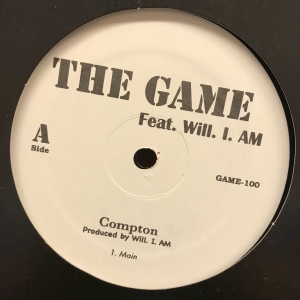 THE GAME
Feat. Will. I. AM
A
Side
GAME-100
Compton
Produced by Will. I. AM
1. Main